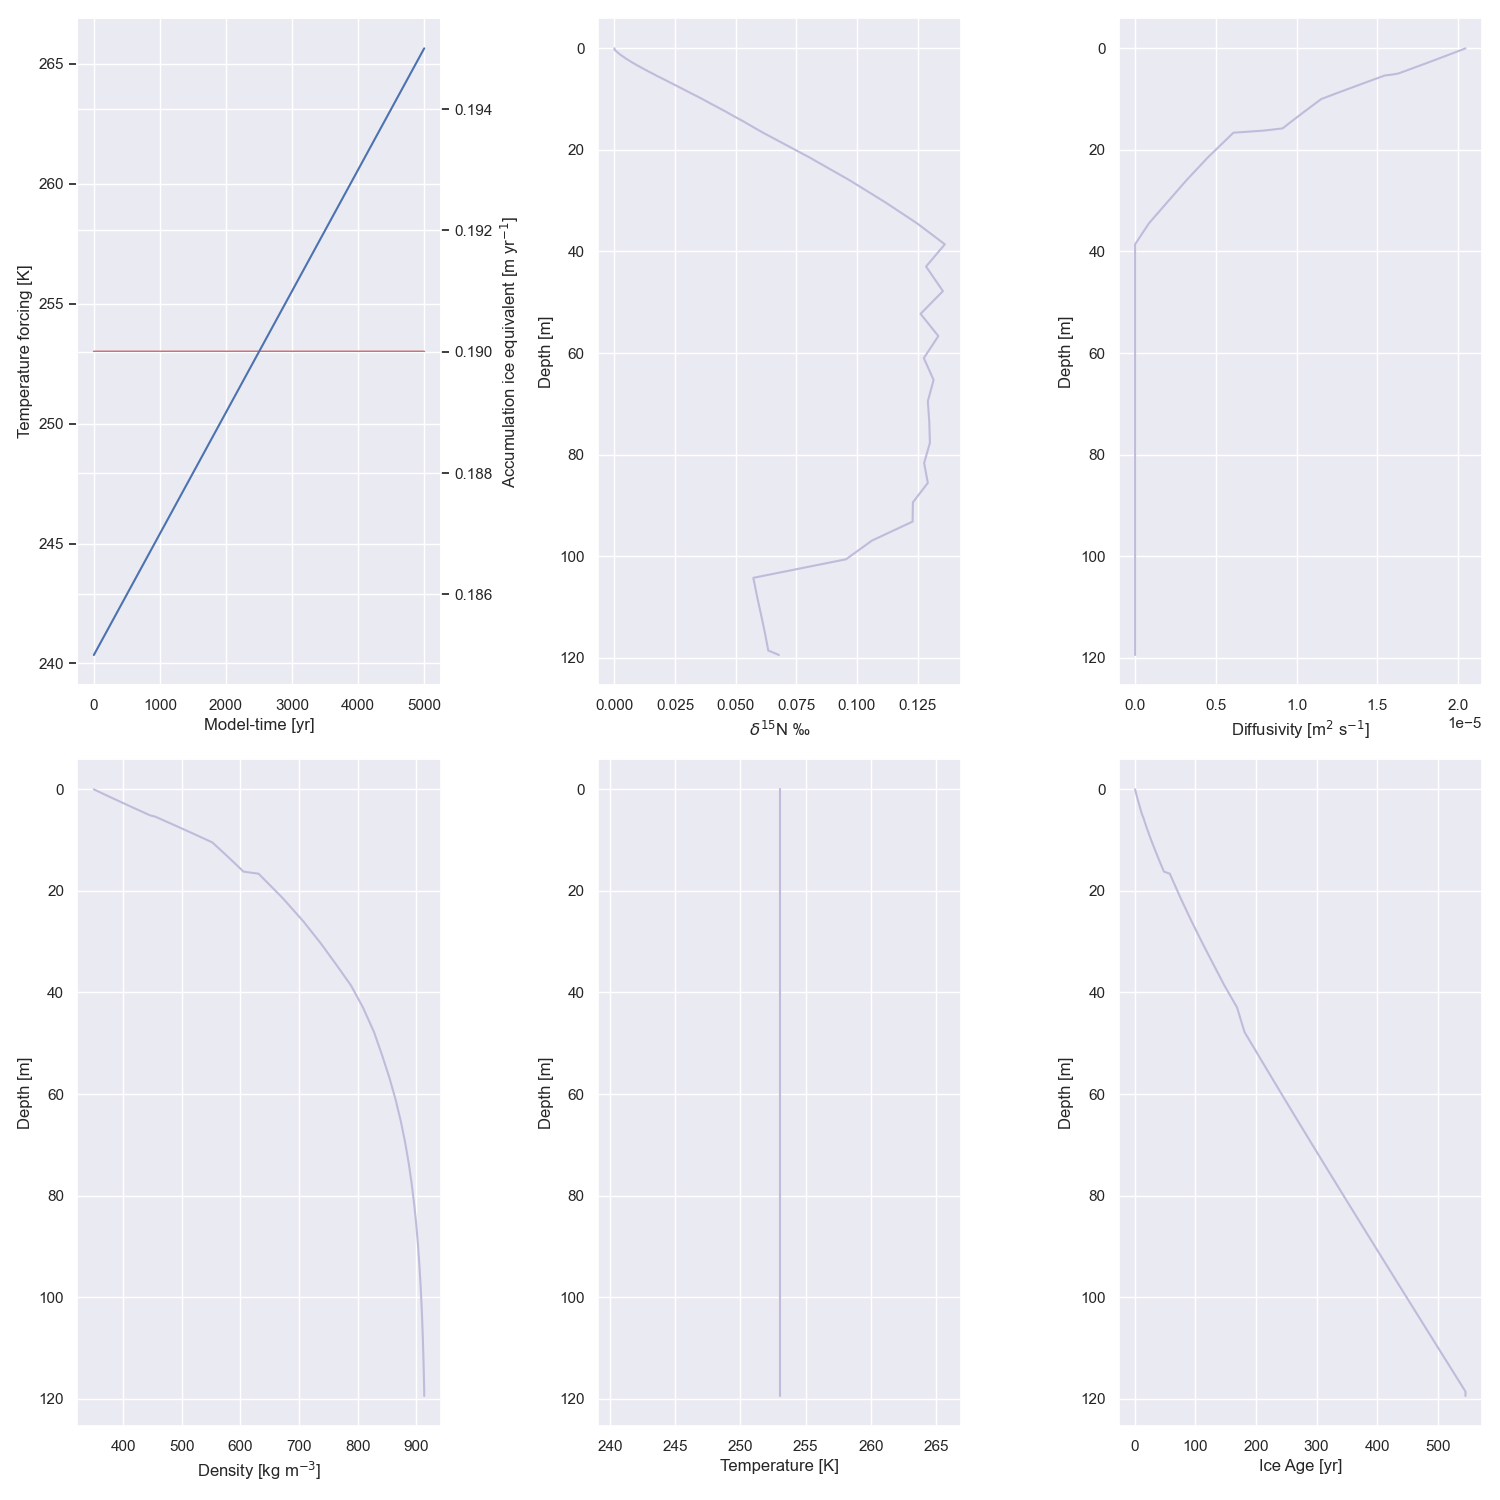 265
260
255
250
245
240
Temperature forcing [K]
0.194
0.192
0.190
0.188
0.186
Accumulation ice equivalent [m yr⁻¹]
0 1000 2000 3000 4000 5000
Model-time [yr]
0
20
40
60
80
100
120
Depth [m]
0.000 0.025 0.050 0.075 0.100 0.125
δ¹⁵N ‰
0
20
40
60
80
100
120
Depth [m]
0.0 0.5 1.0 1.5 2.0
1e−5
Diffusivity [m² s⁻¹]
0
20
40
60
80
100
120
Depth [m]
400 500 600 700 800 900
Density [kg m⁻³]
0
20
40
60
80
100
120
Depth [m]
240 245 250 255 260 265
Temperature [K]
0
20
40
60
80
100
120
Depth [m]
0 100 200 300 400 500
Ice Age [yr]